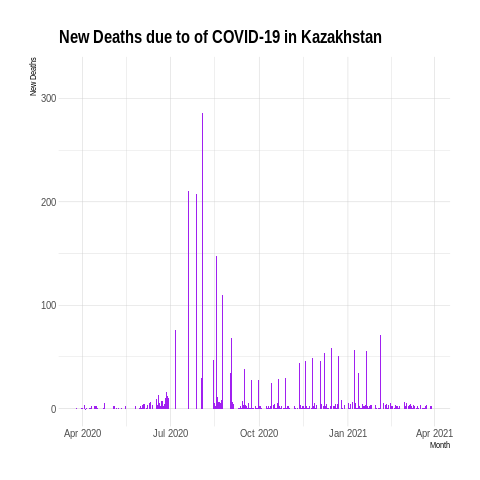 New Deaths due to of COVID-19 in Kazakhstan
New Deaths
300
200
100
0
Apr 2020 Jul 2020 Oct 2020 Jan 2021 Apr 2021
Month